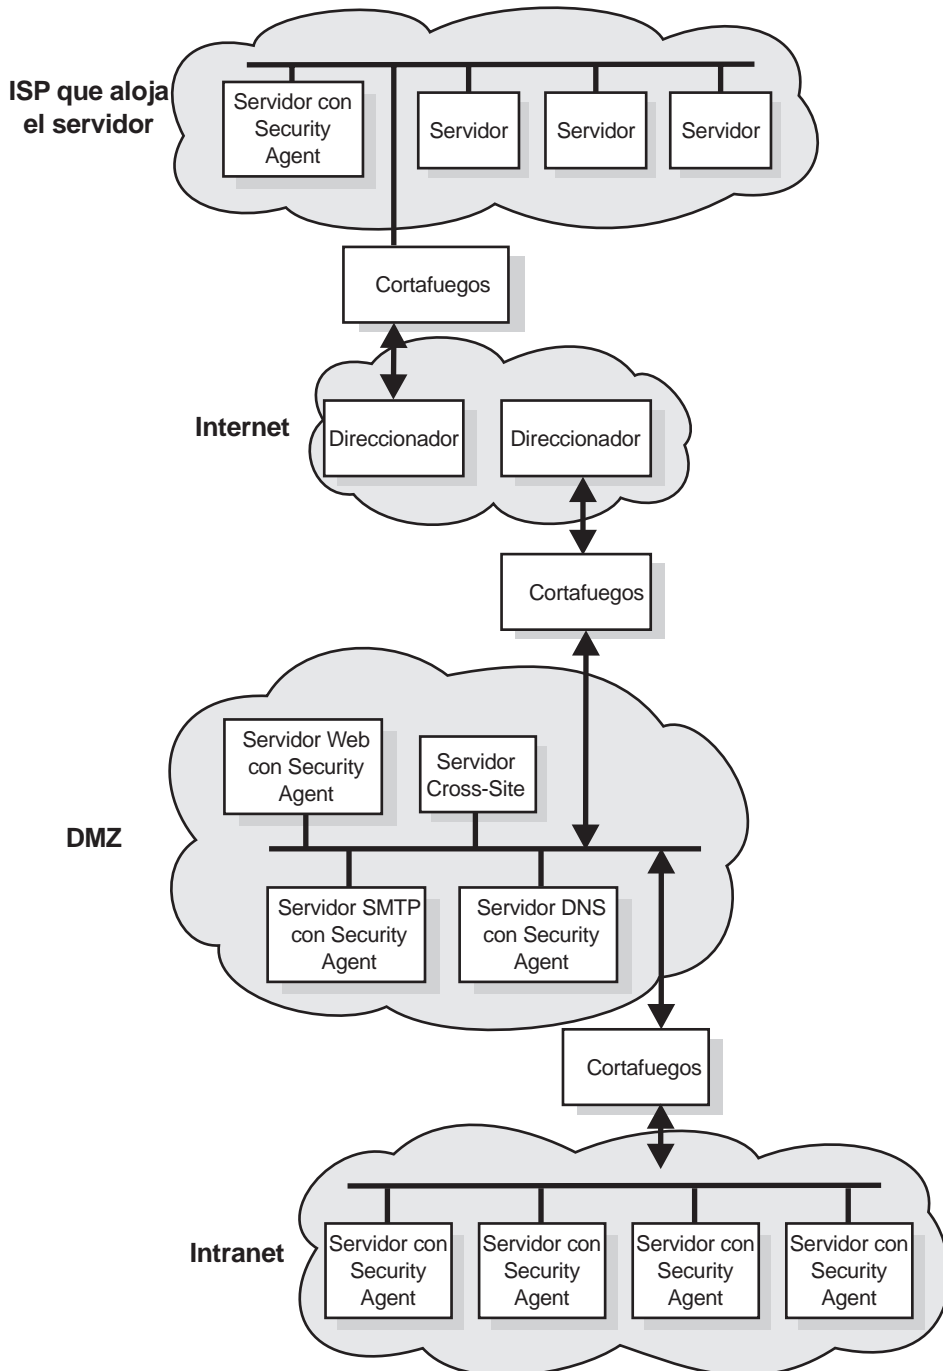 ISP que aloja
el servidor
Servidor con
Security
Agent
Servidor
Servidor
Servidor
Cortafuegos
Internet
Direccionador
Direccionador
Cortafuegos
DMZ
Servidor Web
con Security
Agent
Servidor
Cross-Site
Servidor SMTP
con Security
Agent
Servidor DNS
con Security
Agent
Cortafuegos
Intranet
Servidor con
Security
Agent
Servidor con
Security
Agent
Servidor con
Security
Agent
Servidor con
Security
Agent